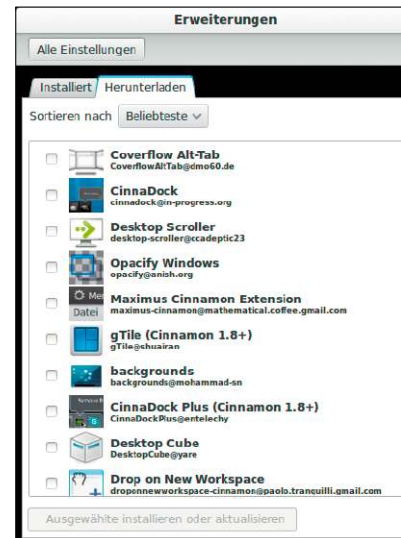 Erweiterungen
Alle Einstellungen
Installiert Herunterladen
Sortieren nach Beliebteste
Coverflow Alt-Tab
CoverflowAltTab@dmo60.de
CinnaDock
cinnadock@in-progress.org
Desktop Scroller
desktop-scroller@ccadeptic23
Opacify Windows
opacify@anish.org
Maximus Cinnamon Extension
maximus-cinnamon@mathematical.coffee.gmail.com
Datei
gTile (Cinnamon 1.8+)
gTile@shuairan
backgrounds
backgrounds@mohammad-sn
CinnaDock Plus (Cinnamon 1.8+)
CinnaDockPlus@entelechy
Desktop Cube
DesktopCube@yare
Drop on New Workspace
droponnewworkspace-cinnamon@paolo.tranquilli.gmail.com
Ausgewählte installieren oder aktualisieren